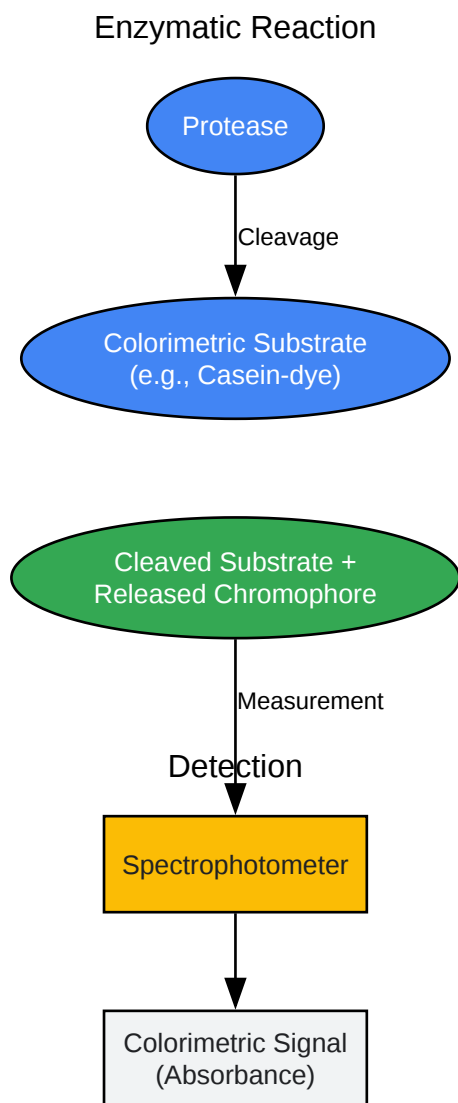 Enzymatic Reaction
Protease
Cleavage
Colorimetric Substrate
(e.g., Casein-dye)
Cleaved Substrate +
Released Chromophore
Measurement
Detection
Spectrophotometer
Colorimetric Signal
(Absorbance)